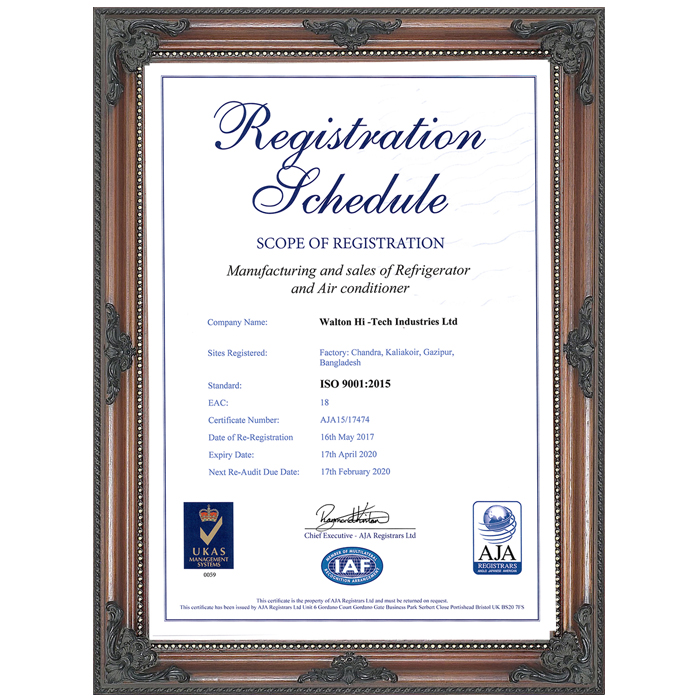 Registration
Schedule
SCOPE OF REGISTRATION
Manufacturing and sales of Refrigerator
and Air conditioner
Company Name: Walton Hi -Tech Industries Ltd
Sites Registered: Factory: Chandra, Kaliakoir, Gazipur,
Bangladesh
Standard: ISO 9001:2015
EAC: 18
Certificate Number: AJA15/17474
Date of Re-Registration 16th May 2017
Expiry Date: 17th April 2020
Next Re-Audit Due Date: 17th February 2020
UKAS
MANAGEMENT
SYSTEMS
0059
Chief Executive - AJA Registrars Ltd
MEMBER OF MULTILATERAL
IAF
RECOGNITION ARRANGEMENT
AJA
REGISTRARS
This certificate is the property of AJA Registrars Ltd and must be returned on request.
This certificate has been issued by AJA Registrars Ltd Unit 6 Gordano Court Gordano Gate Business Park Serbert Close Portishead Bristol UK BS20 7FS